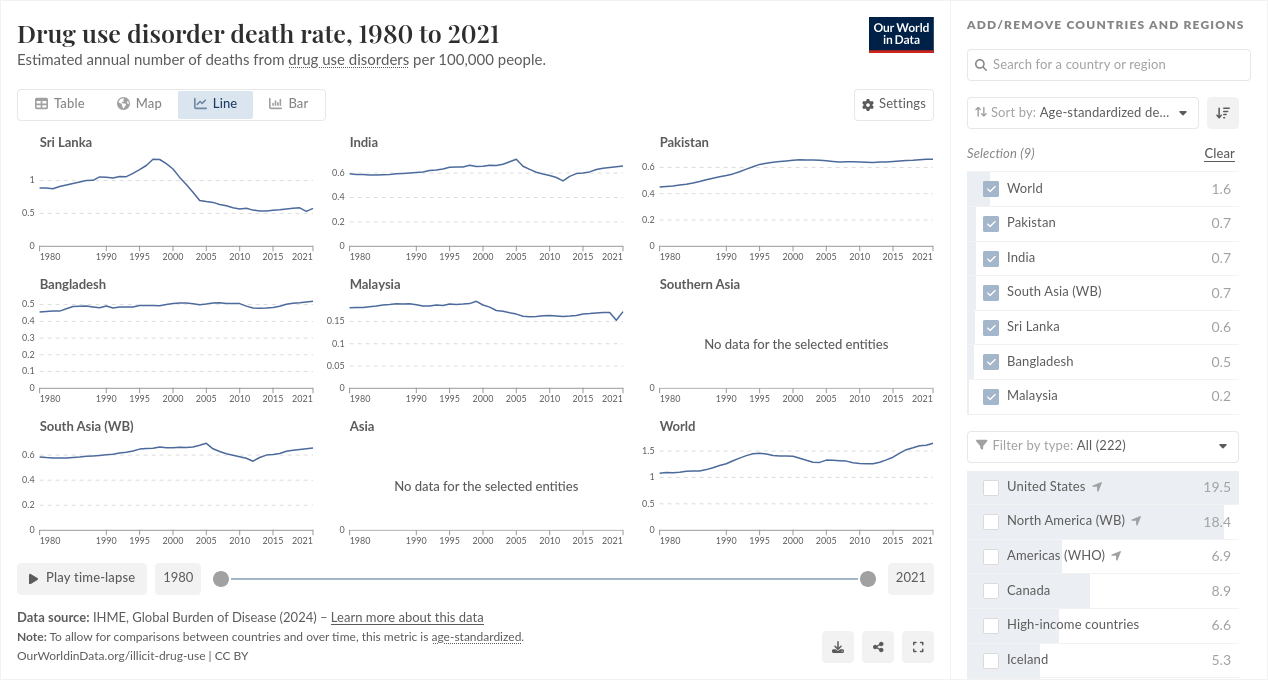 Drug use disorder death rate, 1980 to 2021
Estimated annual number of deaths from drug use disorders per 100,000 people.
Our World
in Data
Table
Map
Line
Bar
Settings
Sri Lanka
1
0.5
0
1980 1990 1995 2000 2005 2010 2015 2021
India
0.6
0.4
0.2
0
1980 1990 1995 2000 2005 2010 2015 2021
Pakistan
0.6
0.4
0.2
0
1980 1990 1995 2000 2005 2010 2015 2021
Bangladesh
0.5
0.4
0.3
0.2
0.1
0
1980 1990 1995 2000 2005 2010 2015 2021
Malaysia
0.15
0.1
0.05
0
1980 1990 1995 2000 2005 2010 2015 2021
Southern Asia
No data for the selected entities
0
1980 1990 1995 2000 2005 2010 2015 2021
South Asia (WB)
0.6
0.4
0.2
0
1980 1990 1995 2000 2005 2010 2015 2021
Asia
No data for the selected entities
0
1980 1990 1995 2000 2005 2010 2015 2021
World
1.5
1
0.5
0
1980 1990 1995 2000 2005 2010 2015 2021
Play time-lapse
1980
2021
Data source: IHME, Global Burden of Disease (2024) – Learn more about this data
Note: To allow for comparisons between countries and over time, this metric is age-standardized.
OurWorldinData.org/illicit-drug-use | CC BY
ADD/REMOVE COUNTRIES AND REGIONS
Search for a country or region
Sort by: Age-standardized de...
Selection (9)
Clear
World 1.6
Pakistan 0.7
India 0.7
South Asia (WB) 0.7
Sri Lanka 0.6
Bangladesh 0.5
Malaysia 0.2
Filter by type: All (222)
United States 19.5
North America (WB) 18.4
Americas (WHO) 6.9
Canada 8.9
High-income countries 6.6
Iceland 5.3